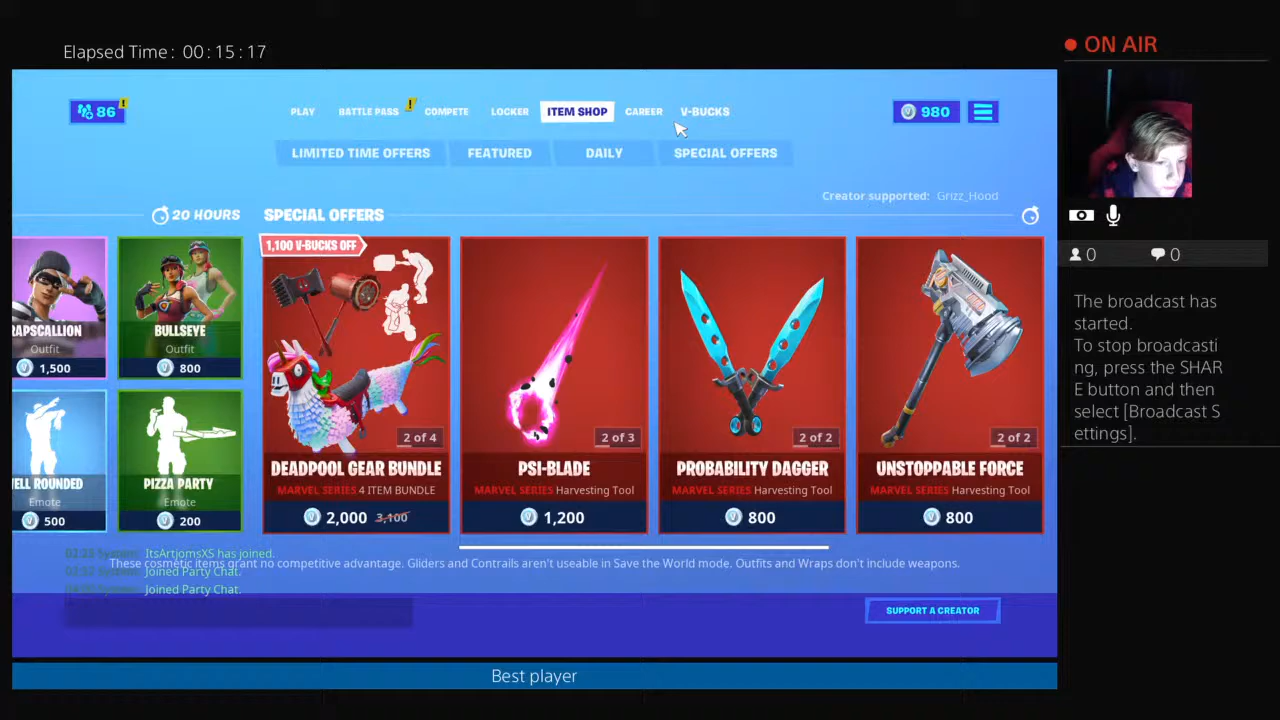 Elapsed Time: 00:15:17
ON AIR
86
PLAY
BATTLE PASS
COMPETE
LOCKER
ITEM SHOP
CAREER
V-BUCKS
980
LIMITED TIME OFFERS
FEATURED
DAILY
SPECIAL OFFERS
Creator supported: Grizz_Hood
20 HOURS
SPECIAL OFFERS
RAPSCALLION
Outfit
1,500
BULLSEYE
Outfit
800
ELL ROUNDED
Emote
500
PIZZA PARTY
Emote
200
1,100 V-BUCKS OFF
2 of 4
DEADPOOL GEAR BUNDLE
MARVEL SERIES 4 ITEM BUNDLE
2,000 3,100
2 of 3
PSI-BLADE
MARVEL SERIES Harvesting Tool
1,200
2 of 2
PROBABILITY DAGGER
MARVEL SERIES Harvesting Tool
800
2 of 2
UNSTOPPABLE FORCE
MARVEL SERIES Harvesting Tool
800
ItsArtjomsXS has joined.
These cosmetic items grant no competitive advantage. Gliders and Contrails aren't useable in Save the World mode. Outfits and Wraps don't include weapons.
Joined Party Chat.
Joined Party Chat.
SUPPORT A CREATOR
Best player
0
0
The broadcast has
started.
To stop broadcasti
ng, press the SHAR
E button and then
select [Broadcast S
ettings].